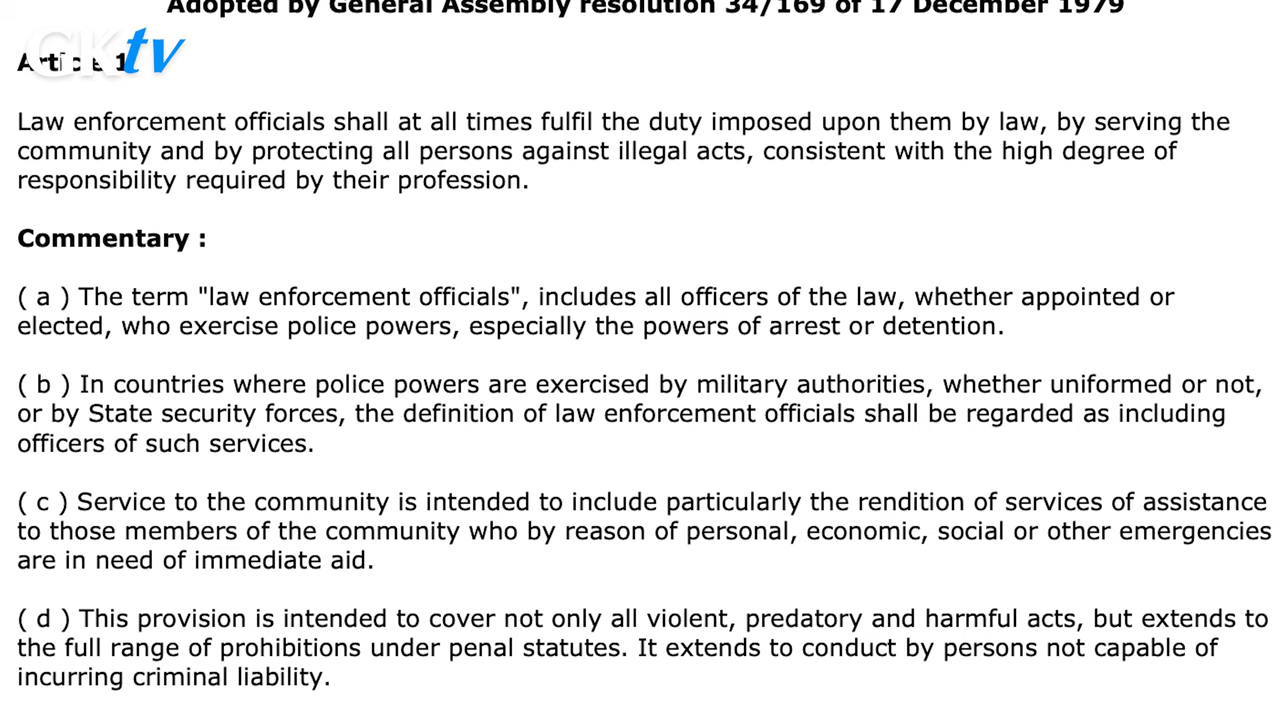 Adopted by General Assembly resolution 34/169 of 17 December 1979
GKtv
Article 1
Law enforcement officials shall at all times fulfil the duty imposed upon them by law, by serving the
community and by protecting all persons against illegal acts, consistent with the high degree of
responsibility required by their profession.
Commentary :
( a ) The term "law enforcement officials", includes all officers of the law, whether appointed or
elected, who exercise police powers, especially the powers of arrest or detention.
( b ) In countries where police powers are exercised by military authorities, whether uniformed or not,
or by State security forces, the definition of law enforcement officials shall be regarded as including
officers of such services.
( c ) Service to the community is intended to include particularly the rendition of services of assistance
to those members of the community who by reason of personal, economic, social or other emergencies
are in need of immediate aid.
( d ) This provision is intended to cover not only all violent, predatory and harmful acts, but extends to
the full range of prohibitions under penal statutes. It extends to conduct by persons not capable of
incurring criminal liability.